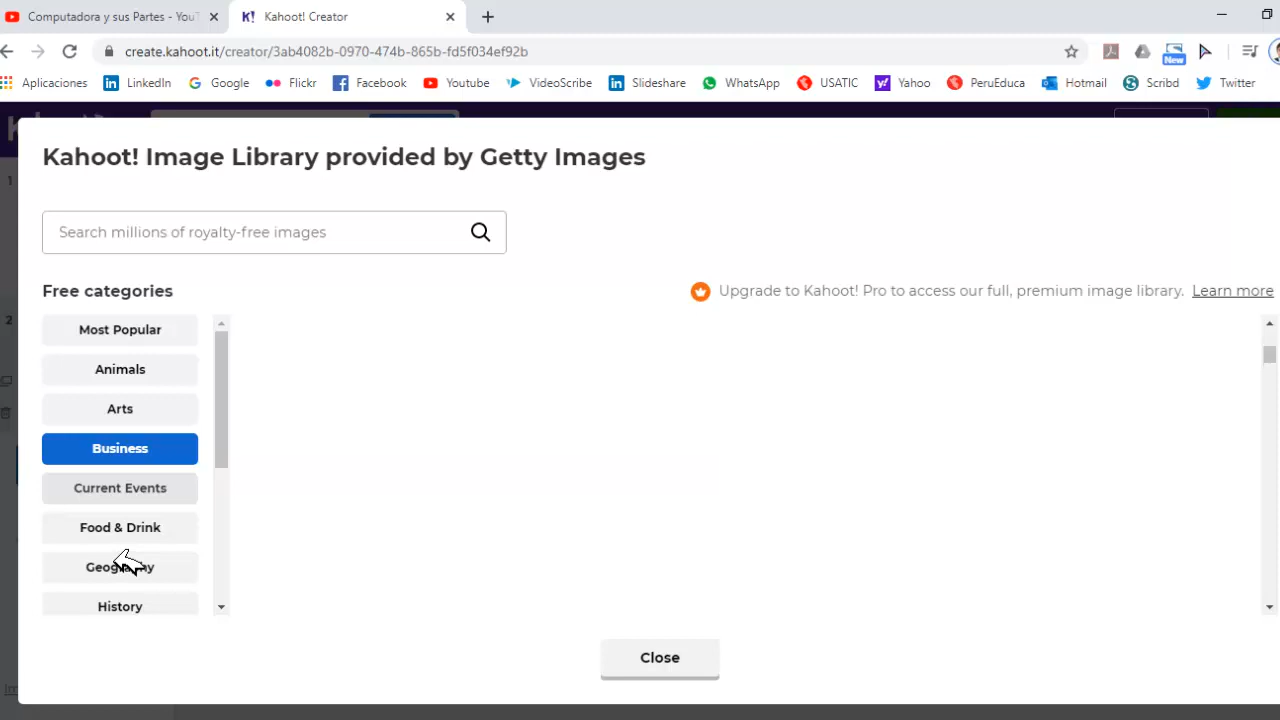 Computadora y sus Partes - YouT
Kahoot! Creator
create.kahoot.it/creator/3ab4082b-0970-474b-865b-fd5f034ef92b
New
Aplicaciones LinkedIn Google Flickr Facebook Youtube VideoScribe Slideshare WhatsApp USATIC Yahoo PeruEduca Hotmail Scribd Twitter
Kahoot! Image Library provided by Getty Images
Search millions of royalty-free images
Free categories
Upgrade to Kahoot! Pro to access our full, premium image library. Learn more
Most Popular
Animals
Arts
Business
Current Events
Food & Drink
Geography
History
Close
1
2